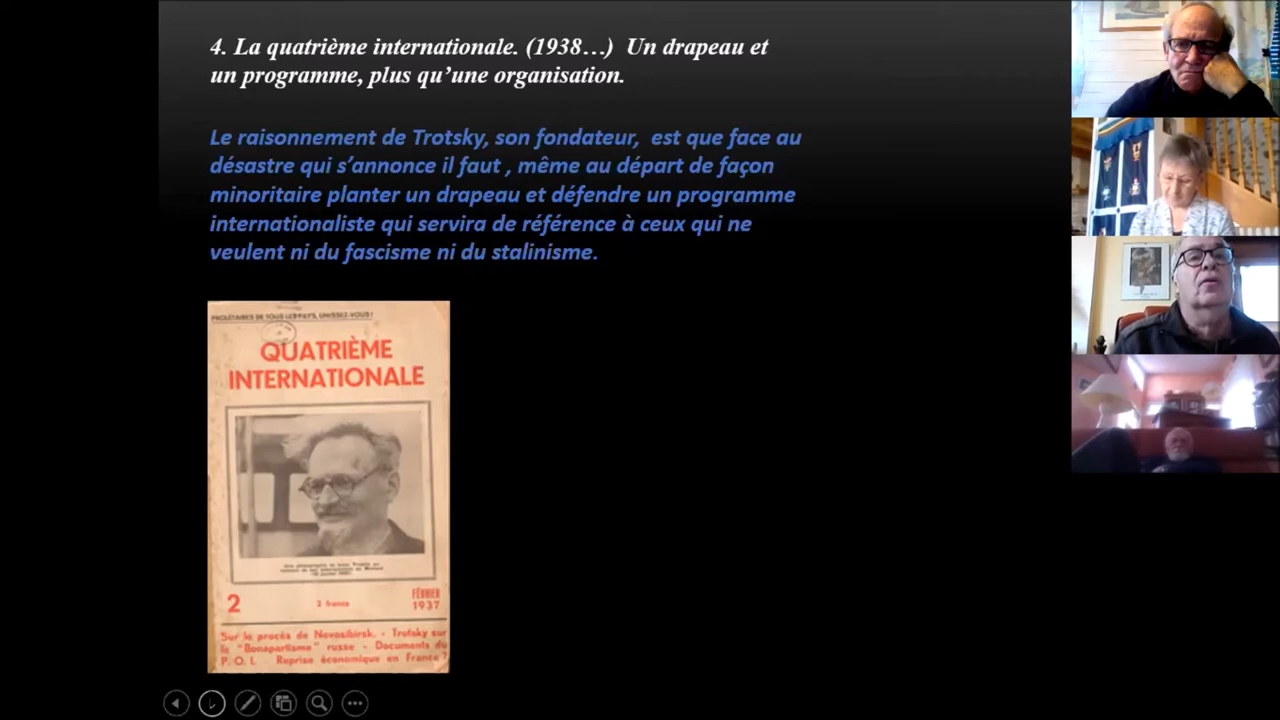 4. La quatrième internationale. (1938…) Un drapeau et
un programme, plus qu’une organisation.
Le raisonnement de Trotsky, son fondateur, est que face au
désastre qui s’annonce il faut , même au départ de façon
minoritaire planter un drapeau et défendre un programme
internationaliste qui servira de référence à ceux qui ne
veulent ni du fascisme ni du stalinisme.
PROLÉTAIRES DE TOUS LES PAYS, UNISSEZ-VOUS !
QUATRIÈME
INTERNATIONALE
2
2 francs
FÉVRIER
1937
Sur le procès de Novosibirsk. - Trotsky sur
le "Bonapartisme" russe - Documents du
P. O. I. Reprise économique en France ?